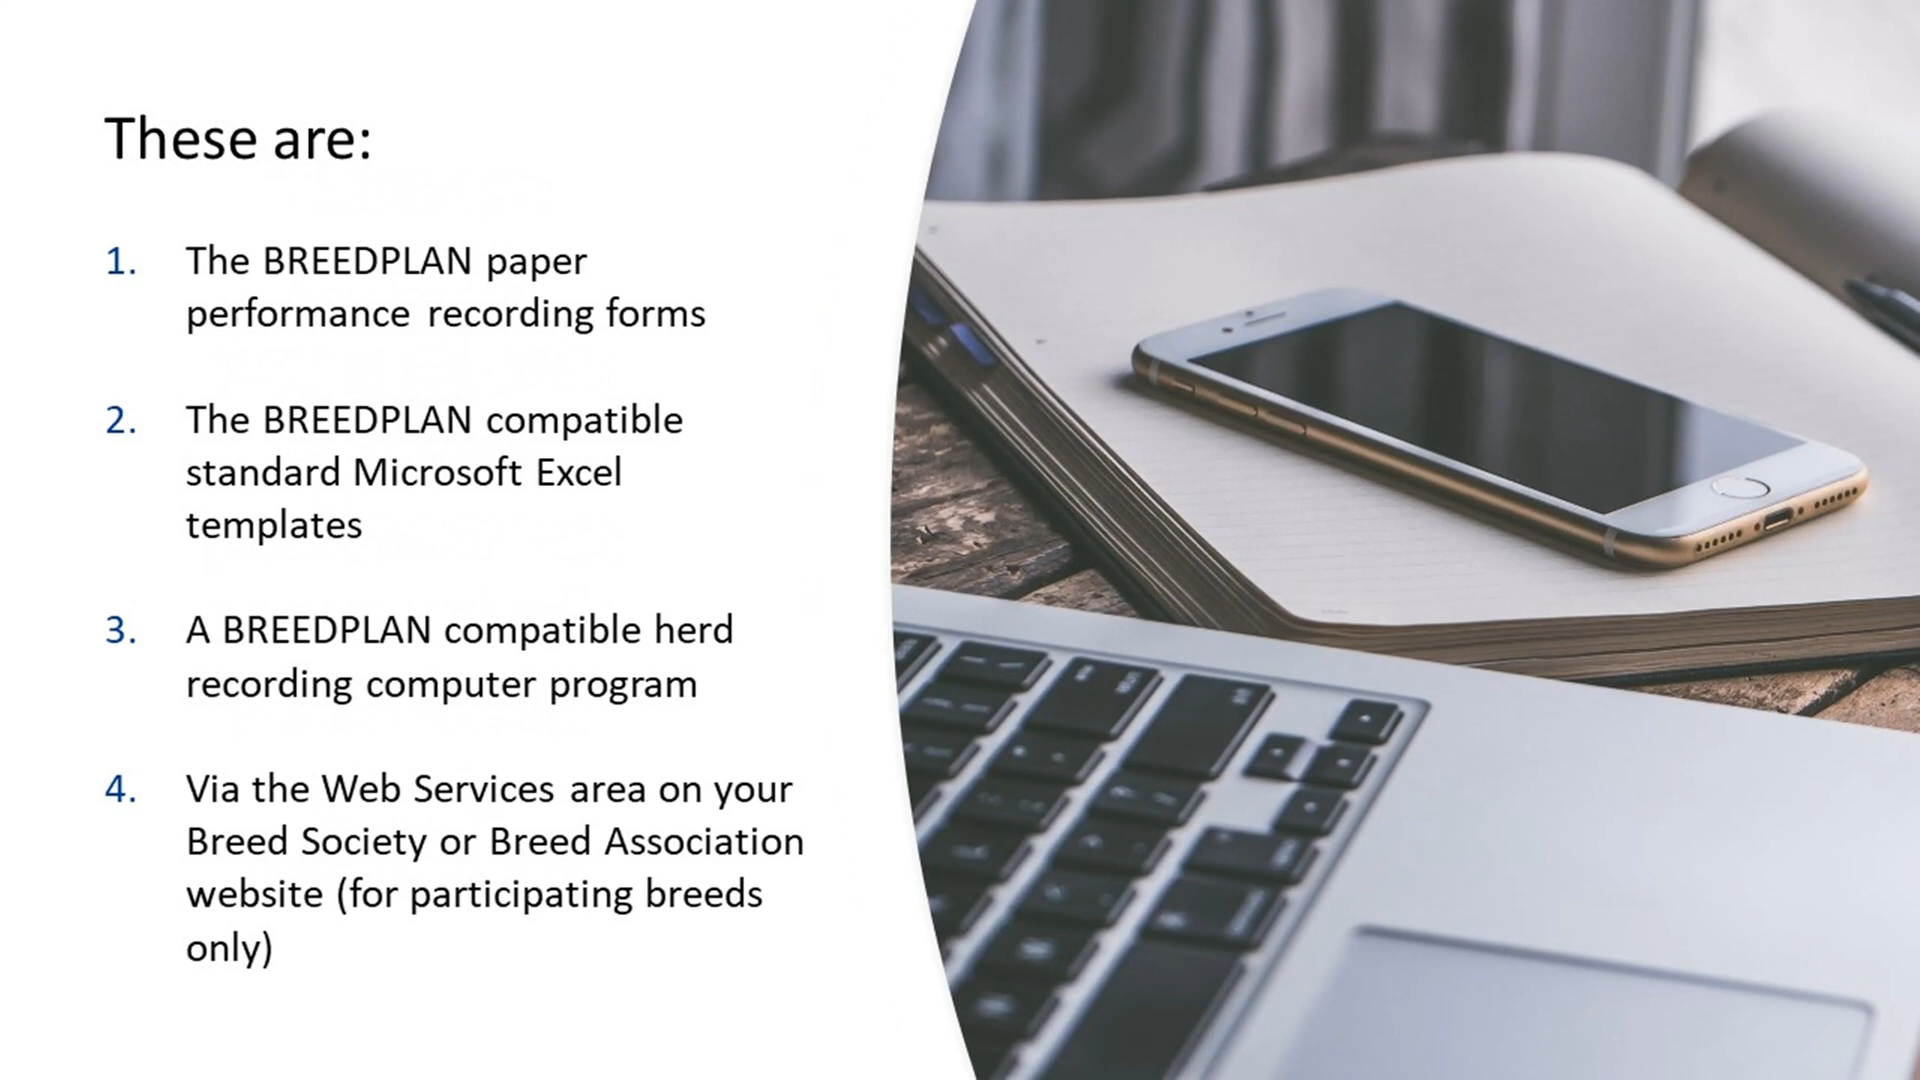 These are:
1. The BREEDPLAN paper
performance recording forms
2. The BREEDPLAN compatible
standard Microsoft Excel
templates
3. A BREEDPLAN compatible herd
recording computer program
4. Via the Web Services area on your
Breed Society or Breed Association
website (for participating breeds
only)